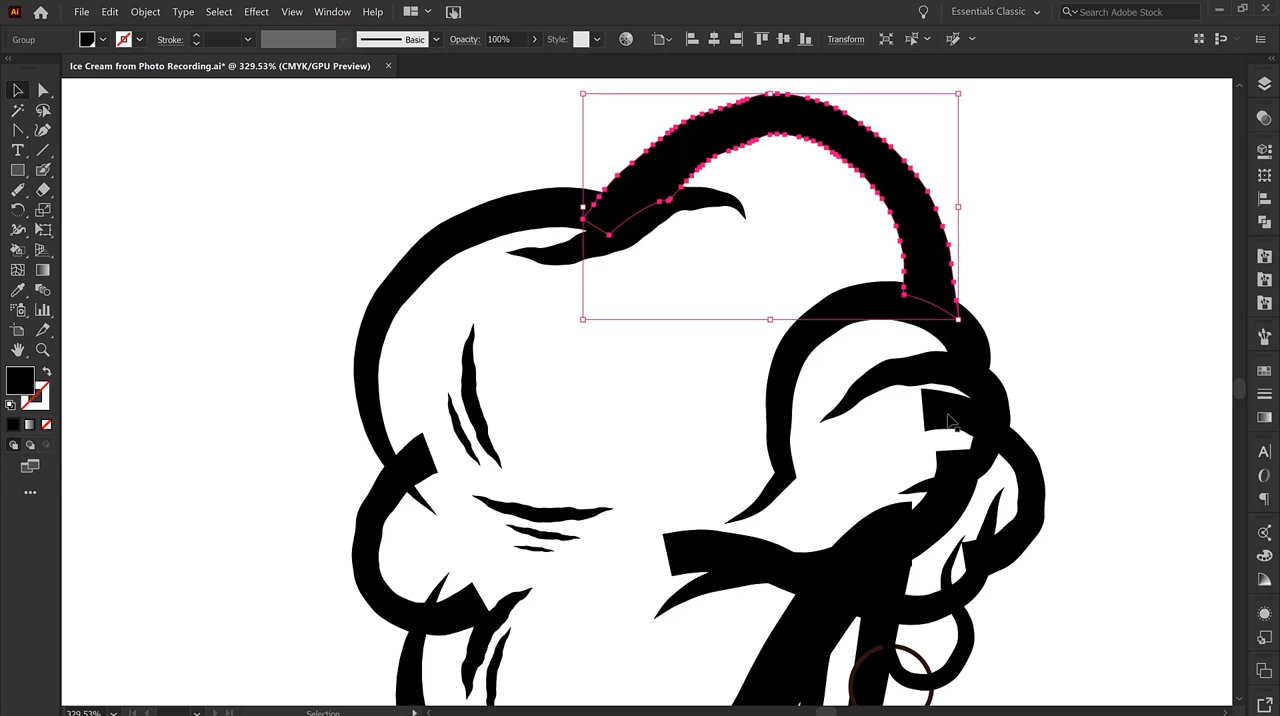 Ai File Edit Object Type Select Effect View Window Help Essentials Classic Search Adobe Stock
Group Stroke: Basic Opacity: 100% Style: Transform
Ice Cream from Photo Recording.ai* @ 329.53% (CMYK/GPU Preview)
329.53% Selection